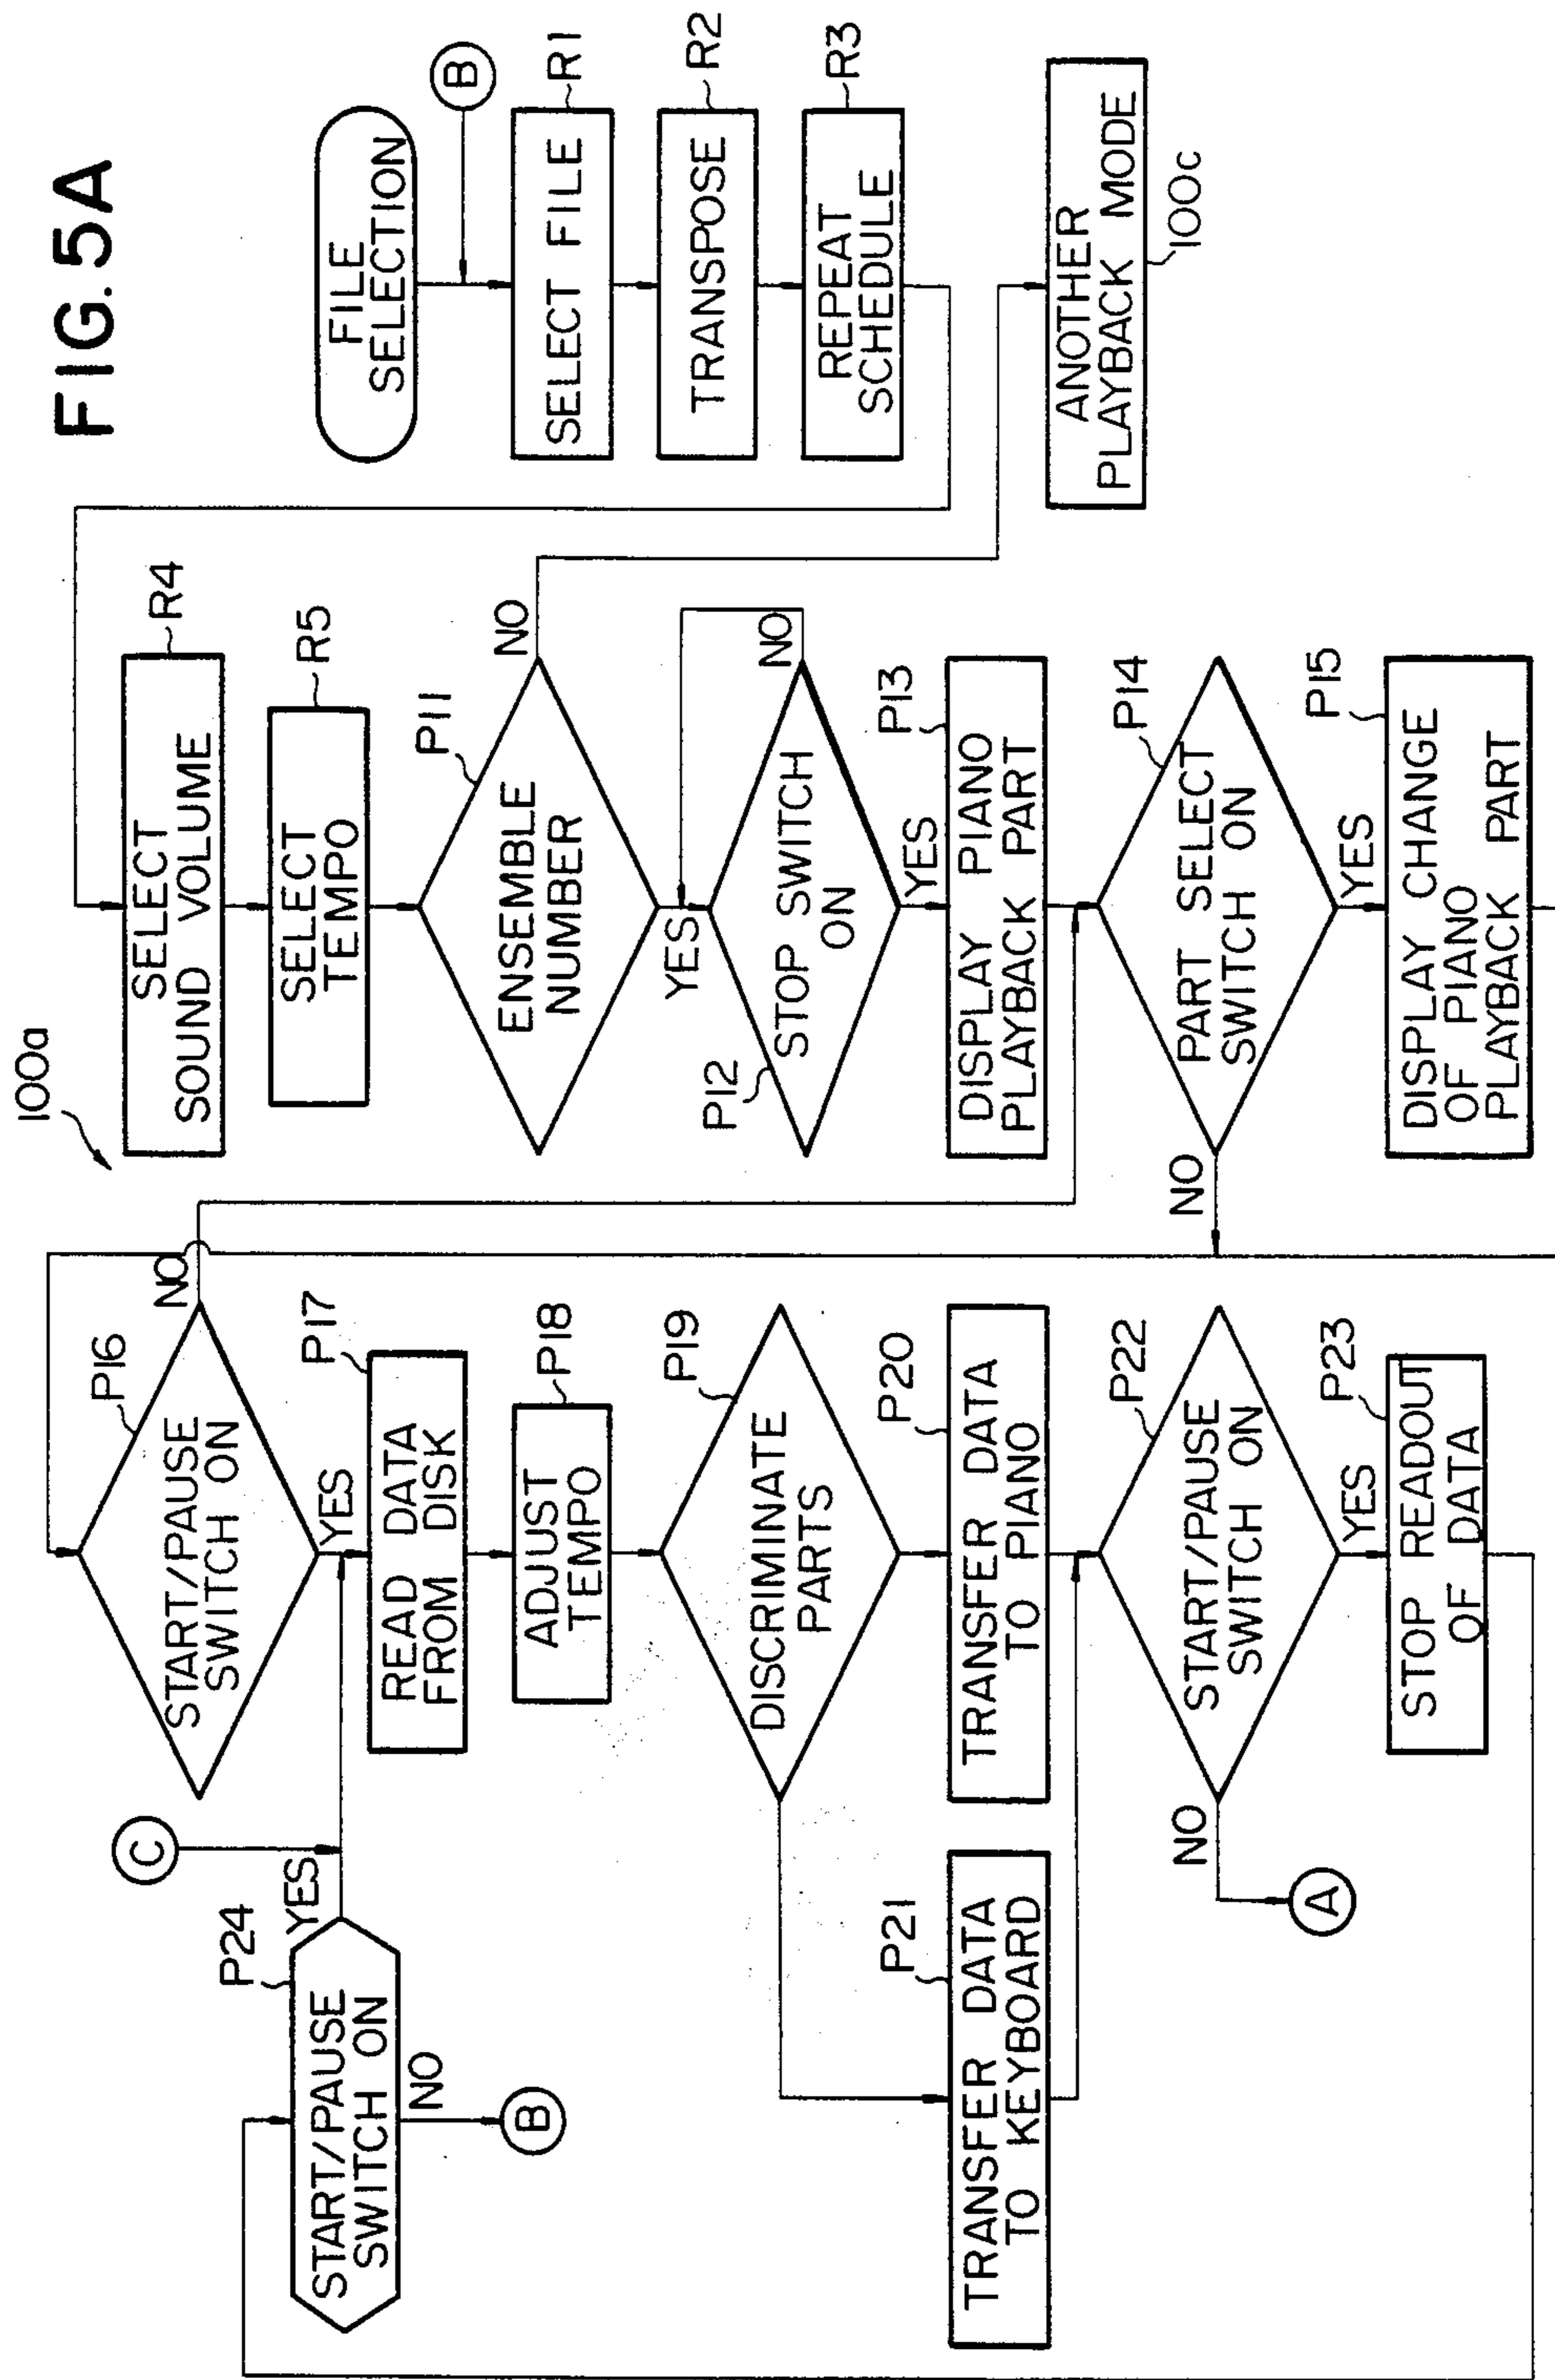 FIG. 5A
FILE
SELECTION
B
SELECT FILE
R1
TRANSPOSE
R2
REPEAT
SCHEDULE
R3
ANOTHER
PLAYBACK MODE
100c
100a
SELECT
SOUND VOLUME
R4
SELECT
TEMPO
R5
ENSEMBLE
NUMBER
P11
NO
YES
STOP SWITCH
ON
P12
NO
YES
DISPLAY PIANO
PLAYBACK PART
P13
PART SELECT
SWITCH ON
P14
NO
YES
DISPLAY CHANGE
OF PIANO
PLAYBACK PART
P15
START/PAUSE
SWITCH ON
P16
NO
YES
READ DATA
FROM DISK
P17
ADJUST
TEMPO
P18
DISCRIMINATE
PARTS
P19
TRANSFER DATA
TO PIANO
P20
TRANSFER DATA
TO KEYBOARD
P21
START/PAUSE
SWITCH ON
P22
NO
A
YES
STOP READOUT
OF DATA
P23
START/PAUSE
SWITCH ON
P24
YES
C
NO
B